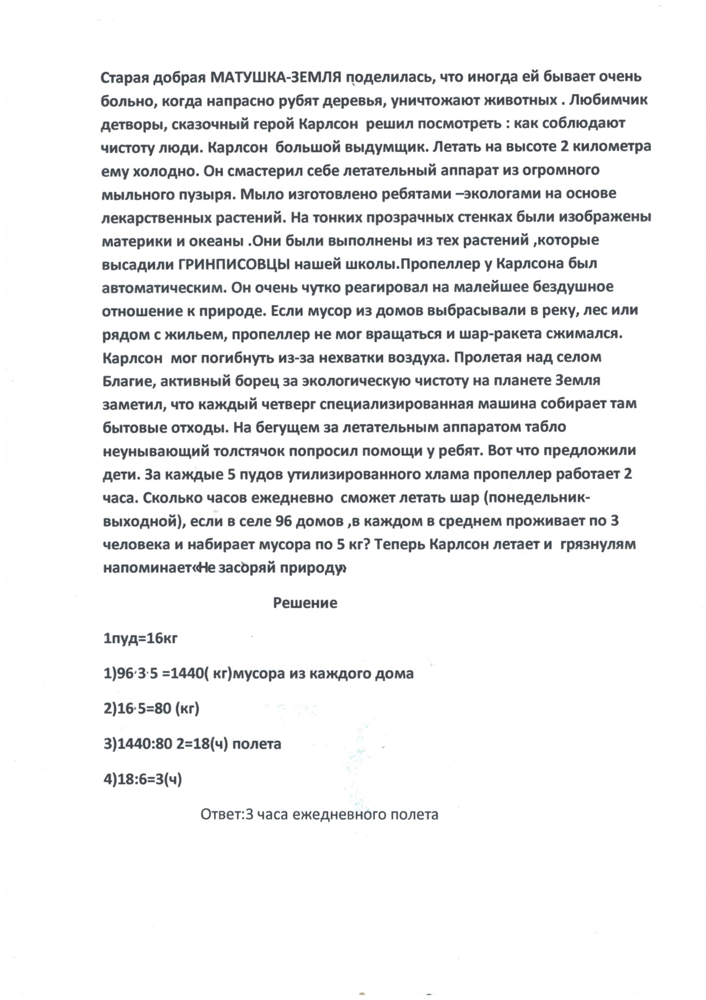 Старая добрая МАТУШКА-ЗЕМЛЯ поделилась, что иногда ей бывает очень
больно, когда напрасно рубят деревья, уничтожают животных . Любимчик
детворы, сказочный герой Карлсон  решил посмотреть : как соблюдают
чистоту люди. Карлсон  большой выдумщик. Летать на высоте 2 километра
ему холодно. Он смастерил себе летательный аппарат из огромного
мыльного пузыря. Мыло изготовлено ребятами –экологами на основе
лекарственных растений. На тонких прозрачных стенках были изображены
материки и океаны .Они были выполнены из тех растений ,которые
высадили ГРИНПИСОВЦЫ нашей школы.Пропеллер у Карлсона был
автоматическим. Он очень чутко реагировал на малейшее бездушное
отношение к природе. Если мусор из домов выбрасывали в реку, лес или
рядом с жильем, пропеллер не мог вращаться и шар-ракета сжимался.
Карлсон  мог погибнуть из-за нехватки воздуха. Пролетая над селом
Благие, активный борец за экологическую чистоту на планете Земля
заметил, что каждый четверг специализированная машина собирает там
бытовые отходы. На бегущем за летательным аппаратом табло
неунывающий толстячок попросил помощи у ребят. Вот что предложили
дети. За каждые 5 пудов утилизированного хлама пропеллер работает 2
часа. Сколько часов ежедневно  сможет летать шар (понедельник-
выходной), если в селе 96 домов ,в каждом в среднем проживает по 3
человека и набирает мусора по 5 кг? Теперь Карлсон летает и  грязнулям
напоминает«Не засоряй природу»
Решение
1пуд=16кг
1)96·3·5 =1440( кг)мусора из каждого дома
2)16·5=80 (кг)
3)1440:80 2=18(ч) полета
4)18:6=3(ч)
Ответ:3 часа ежедневного полета